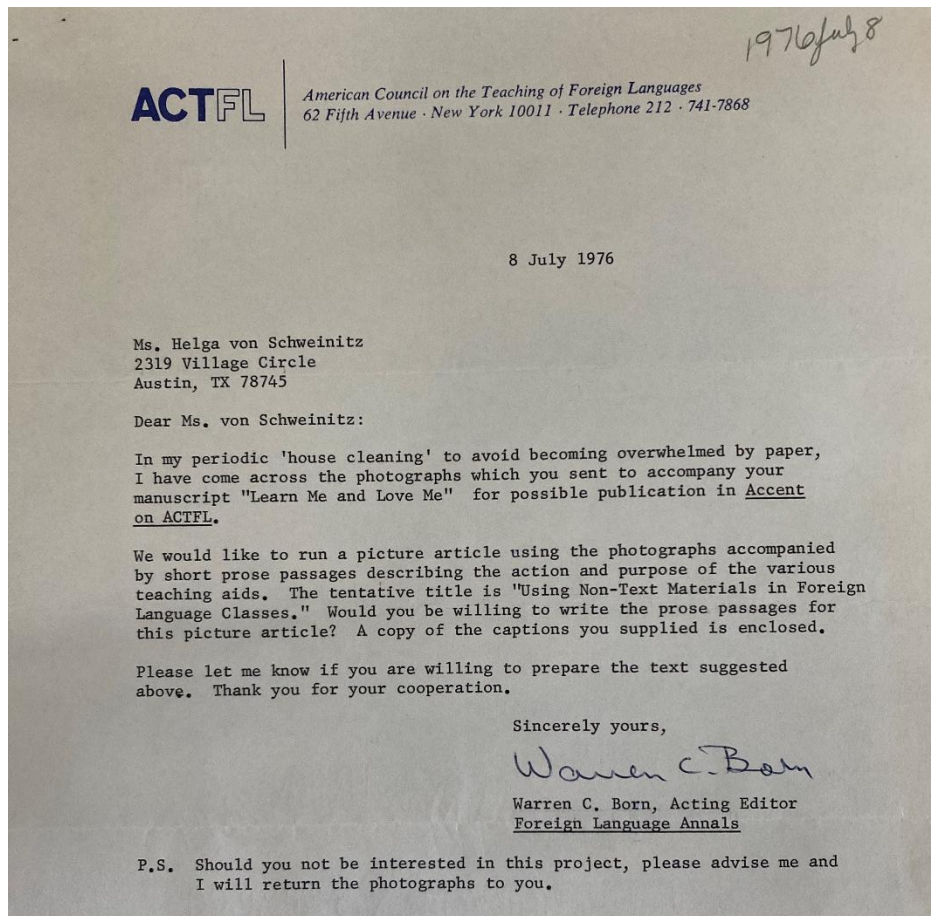 1976 July 8
ACTFL
American Council on the Teaching of Foreign Languages
62 Fifth Avenue · New York 10011 · Telephone 212 · 741-7868
8 July 1976
Ms. Helga von Schweinitz
2319 Village Circle
Austin, TX 78745
Dear Ms. von Schweinitz:
In my periodic 'house cleaning' to avoid becoming overwhelmed by paper,
I have come across the photographs which you sent to accompany your
manuscript "Learn Me and Love Me" for possible publication in Accent
on ACTFL.
We would like to run a picture article using the photographs accompanied
by short prose passages describing the action and purpose of the various
teaching aids. The tentative title is "Using Non-Text Materials in Foreign
Language Classes." Would you be willing to write the prose passages for
this picture article? A copy of the captions you supplied is enclosed.
Please let me know if you are willing to prepare the text suggested
above. Thank you for your cooperation.
Sincerely yours,
Warren C. Born
Warren C. Born, Acting Editor
Foreign Language Annals
P.S. Should you not be interested in this project, please advise me and
I will return the photographs to you.